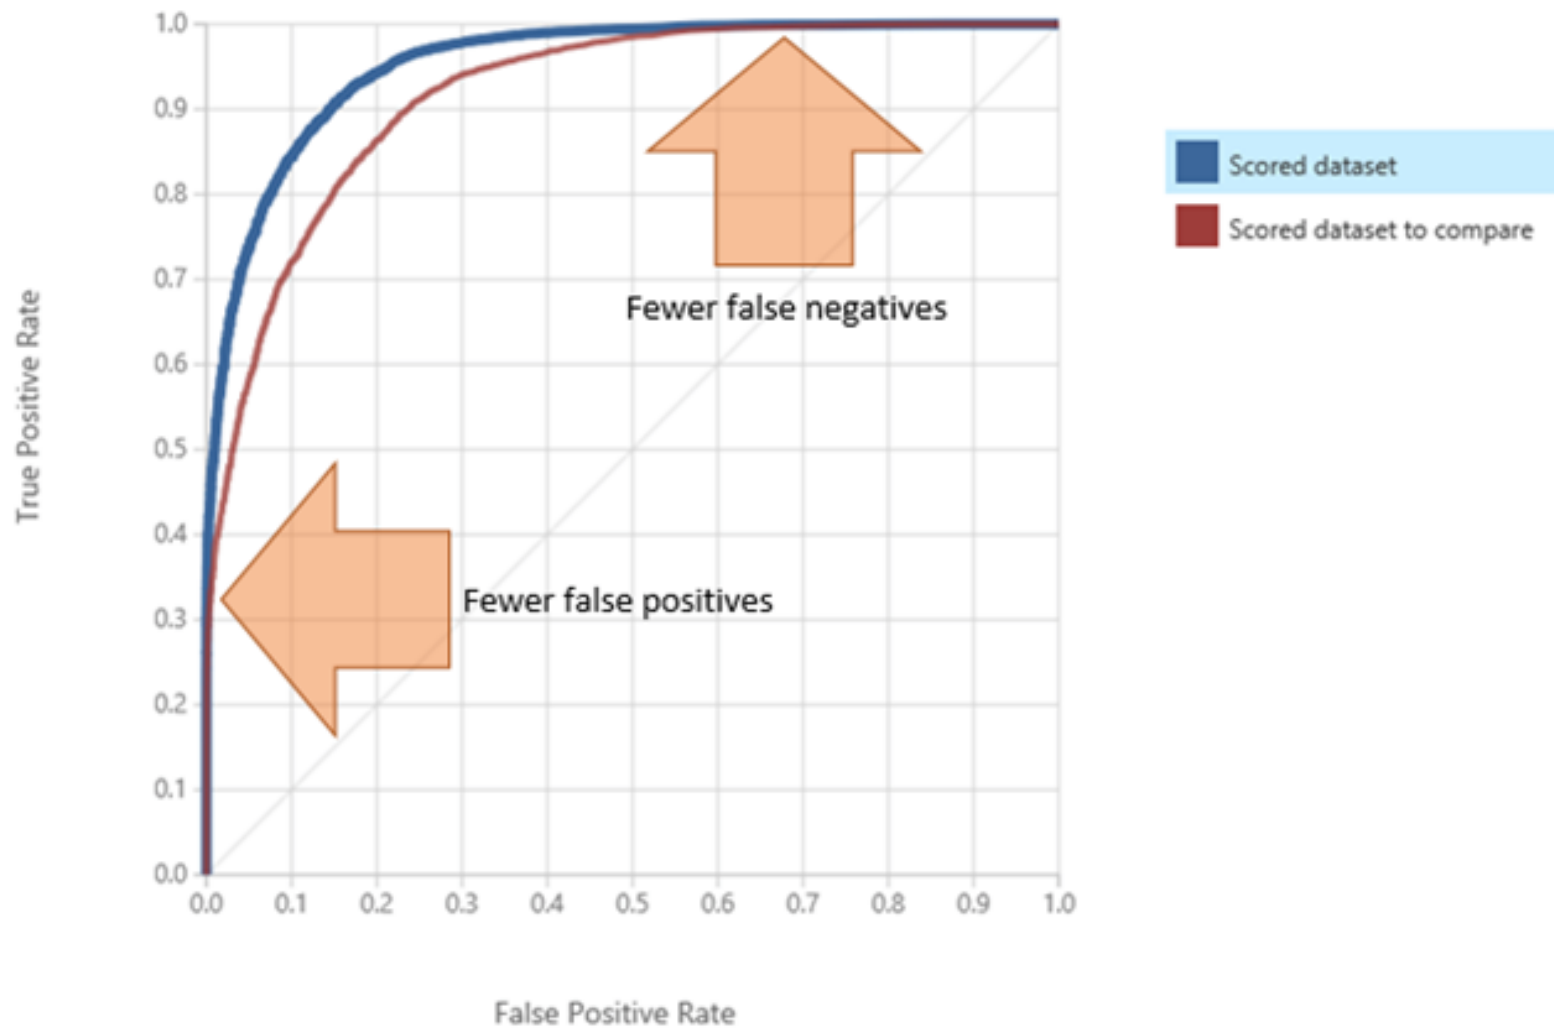 1.0
0.9
0.8
0.7
0.6
0.5
0.4
0.3
0.2
0.1
0.0
True Positive Rate
Fewer false negatives
Fewer false positives
0.0 0.1 0.2 0.3 0.4 0.5 0.6 0.7 0.8 0.9 1.0
False Positive Rate
Scored dataset
Scored dataset to compare